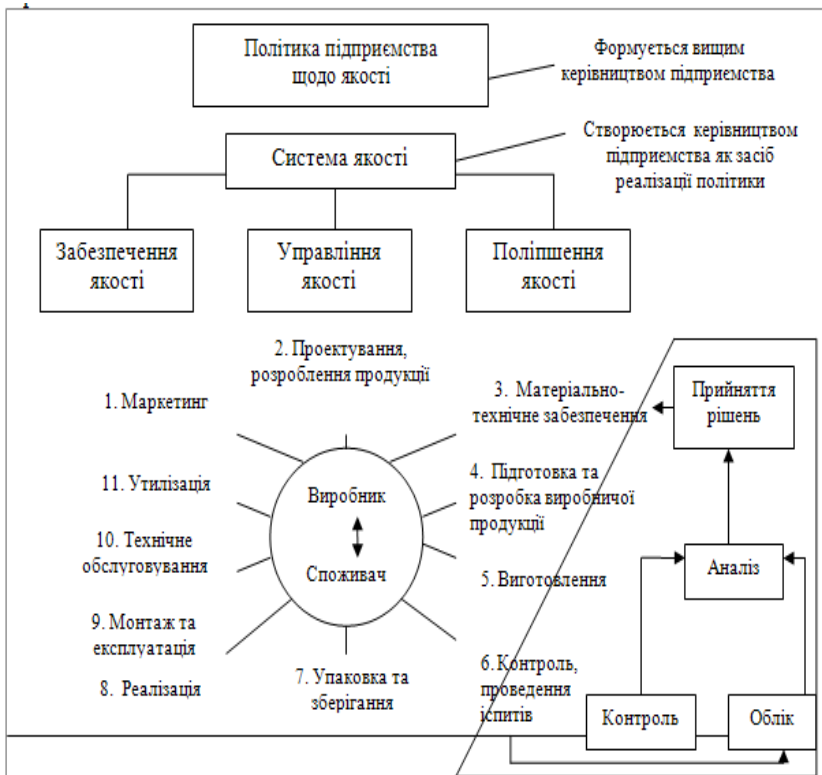 Політика підприємства
щодо якості
Формується вищим
керівництвом підприємства
Система якості
Створюється керівництвом
підприємства як засіб
реалізації політики
Забезпечення
якості
Управління
якості
Поліпшення
якості
2. Проектування,
розроблення продукції
1. Маркетинг
3. Матеріально-
технічне забезпечення
Прийняття
рішень
11. Утилізація
Виробник
4. Підготовка та
розробка виробничої
продукції
10. Технічне
обслуговування
Споживач
5. Виготовлення
Аналіз
9. Монтаж та
експлуатація
8. Реалізація
7. Упаковка та
зберігання
6. Контроль,
проведення
іспитів
Контроль
Облік